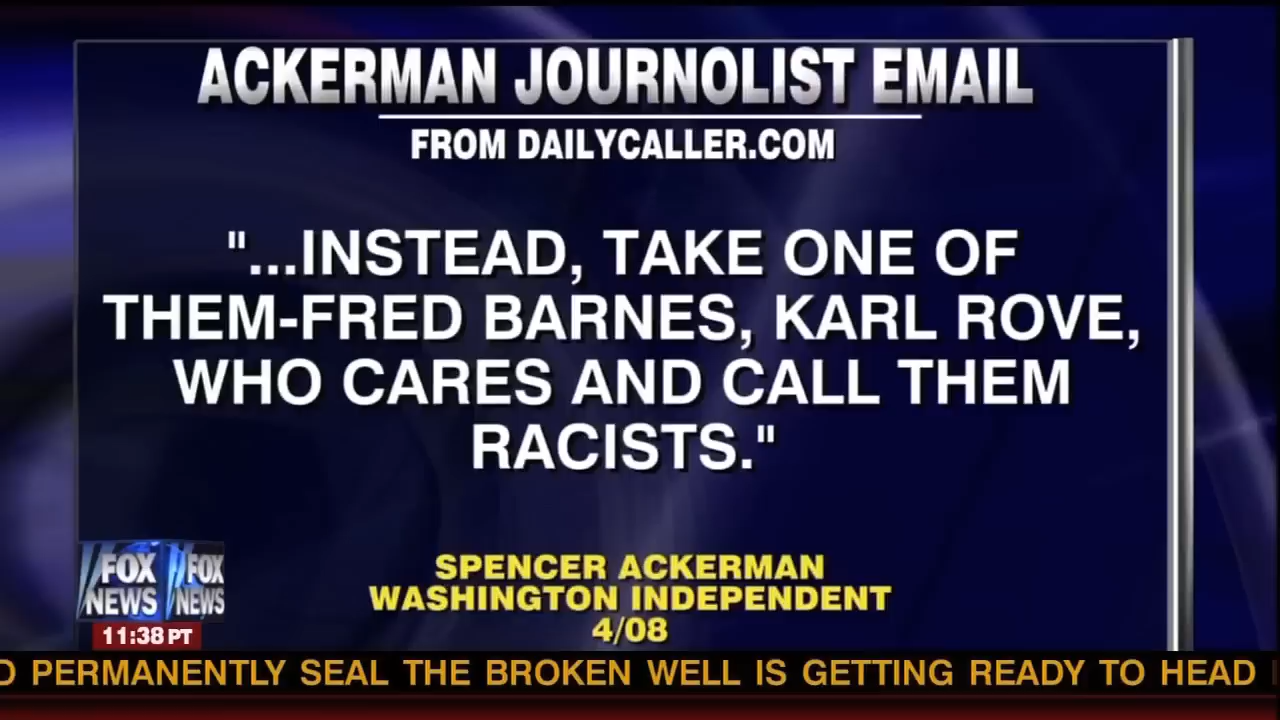 ACKERMAN JOURNOLIST EMAIL
FROM DAILYCALLER.COM
"...INSTEAD, TAKE ONE OF
THEM-FRED BARNES, KARL ROVE,
WHO CARES AND CALL THEM
RACISTS."
SPENCER ACKERMAN
WASHINGTON INDEPENDENT
4/08
FOX FOX
NEWS NEWS
11:38 PT
PERMANENTLY SEAL THE BROKEN WELL IS GETTING READY TO HEAD